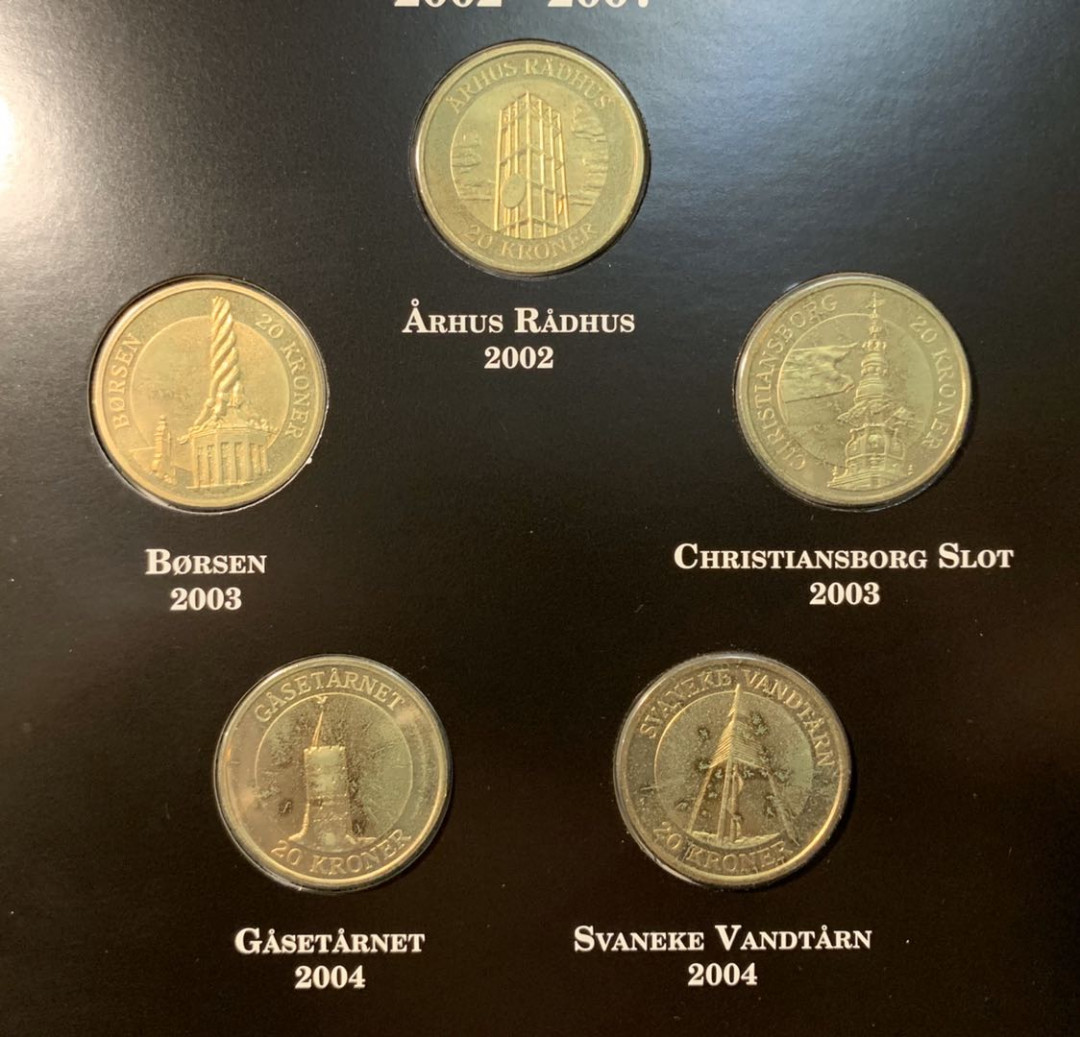 ÅRHUS RÅDHUS
20 KRONER
ÅRHUS RÅDHUS
2002
BØRSEN
20 KRONER
CHRISTIANSBORG
20 KRONER
BØRSEN
2003
CHRISTIANSBORG SLOT
2003
GÅSETÅRNET
20 KRONER
SVANEKE VANDTÅRN
20 KRONER
GÅSETÅRNET
2004
SVANEKE VANDTÅRN
2004